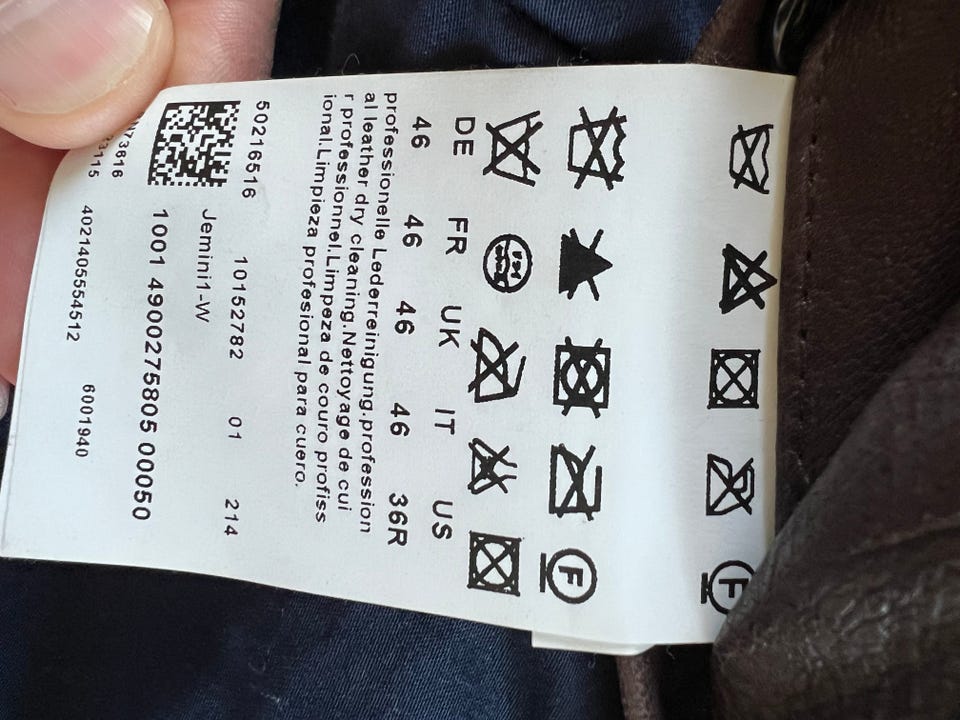 F
F
DE FR UK IT US
46 46 46 46 36R
professionelle Lederreinigung.profession
al leather dry cleaning.Nettoyage de cui
r professionnel.Limpeza de couro profiss
ional.Limpieza profesional para cuero.
50216516 10152782 01 214
Jemini1-W
1001 4900275805 00050
4021405554512 6001940